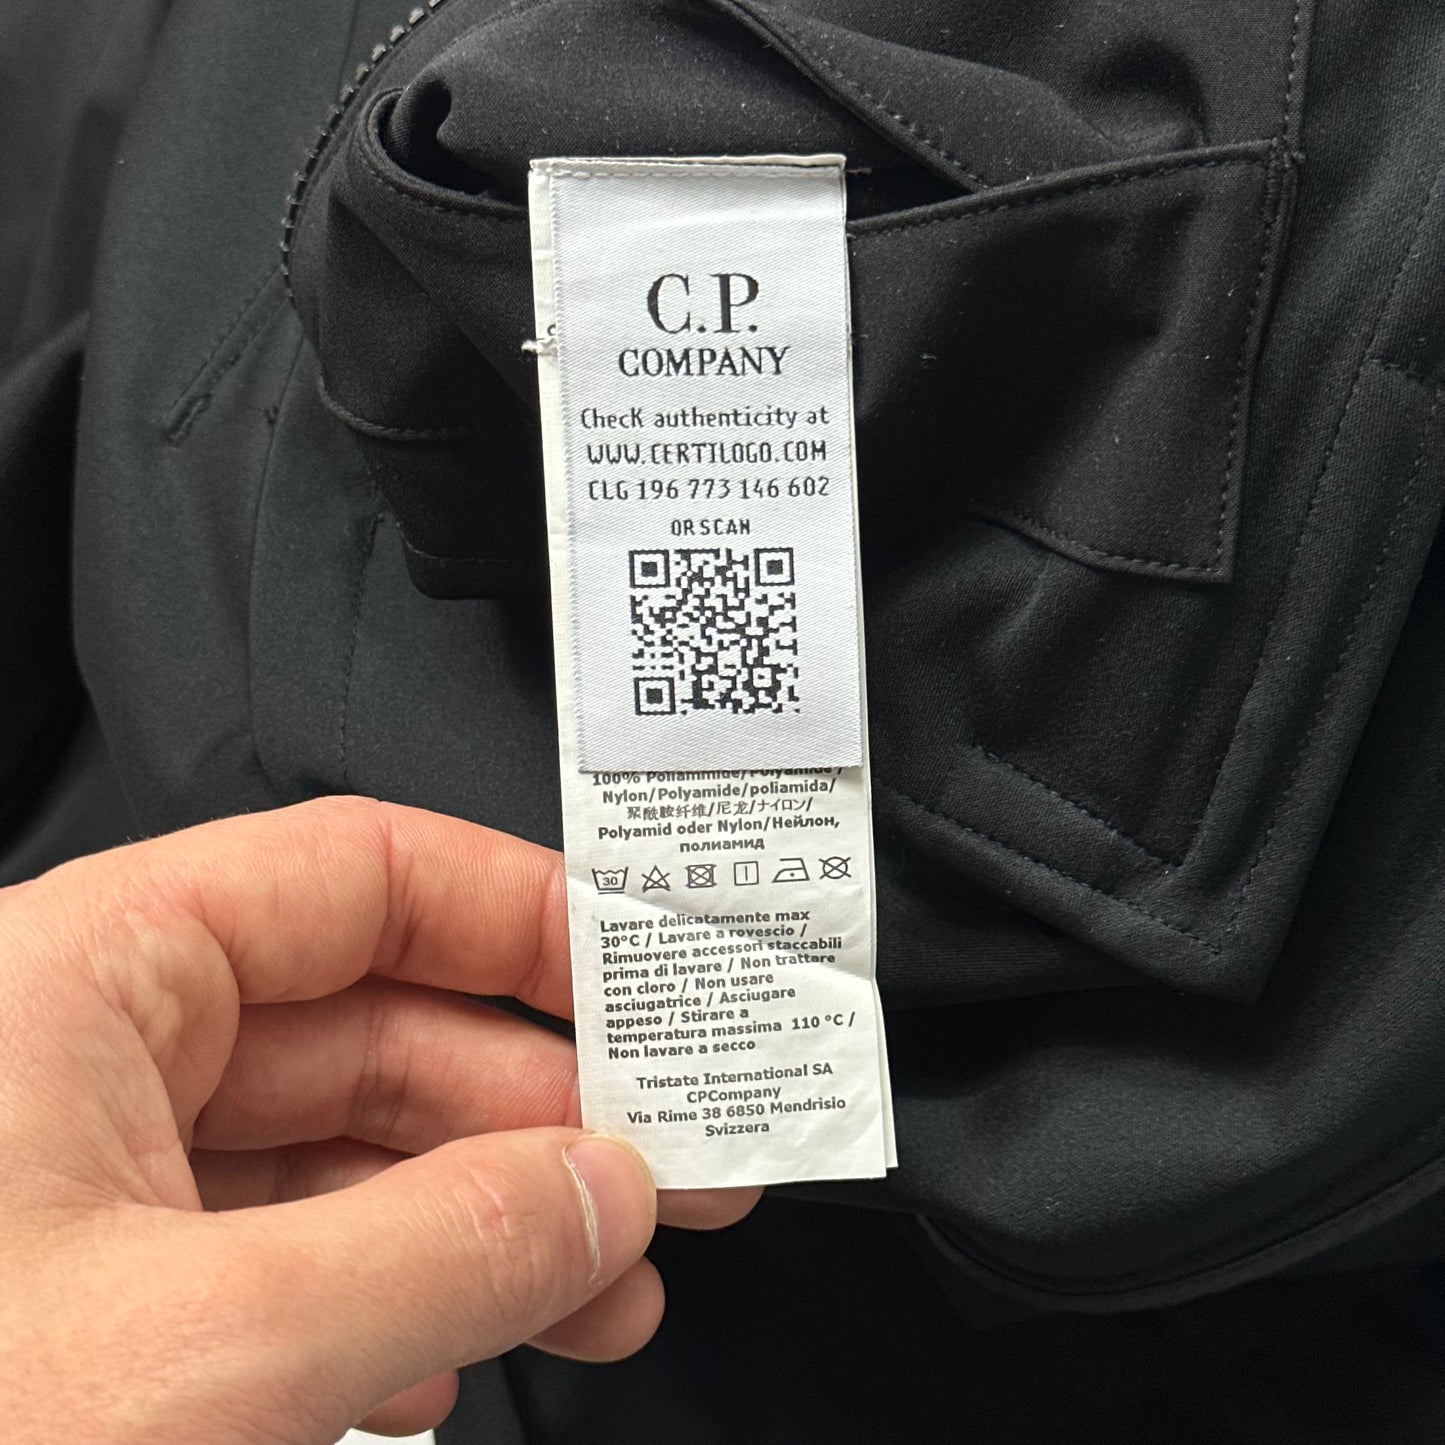 C.P.
COMPANY
Check authenticity at
WWW.CERTILOGO.COM
CLG 196 773 146 602
OR SCAN
100% Poliammide/Polyamide/
Nylon/Polyamide/poliamida/
聚酰胺纤维/尼龙/ナイロン/
Polyamid oder Nylon/Нейлон,
полиамид
30
Lavare delicatamente max
30°C / Lavare a rovescio /
Rimuovere accessori staccabili
prima di lavare / Non trattare
con cloro / Non usare
asciugatrice / Asciugare
appeso / Stirare a
temperatura massima 110 °C /
Non lavare a secco
Tristate International SA
CPCompany
Via Rime 38 6850 Mendrisio
Svizzera